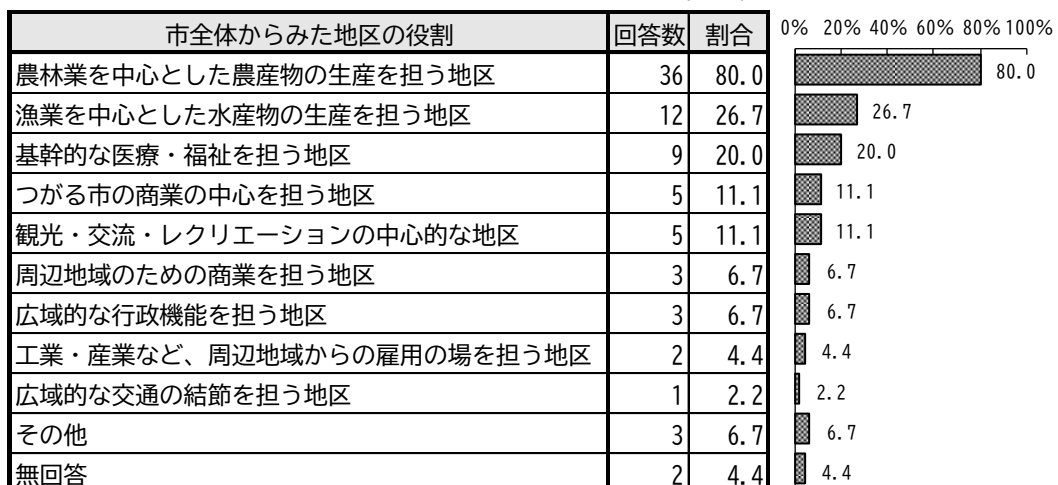 市全体からみた地区の役割 回答数 割合 0% 20% 40% 60% 80% 100%
農林業を中心とした農産物の生産を担う地区 36 80.0 80.0
漁業を中心とした水産物の生産を担う地区 12 26.7 26.7
基幹的な医療・福祉を担う地区 9 20.0 20.0
つがる市の商業の中心を担う地区 5 11.1 11.1
観光・交流・レクリエーションの中心的な地区 5 11.1 11.1
周辺地域のための商業を担う地区 3 6.7 6.7
広域的な行政機能を担う地区 3 6.7 6.7
工業・産業など、周辺地域からの雇用の場を担う地区 2 4.4 4.4
広域的な交通の結節を担う地区 1 2.2 2.2
その他 3 6.7 6.7
無回答 2 4.4 4.4